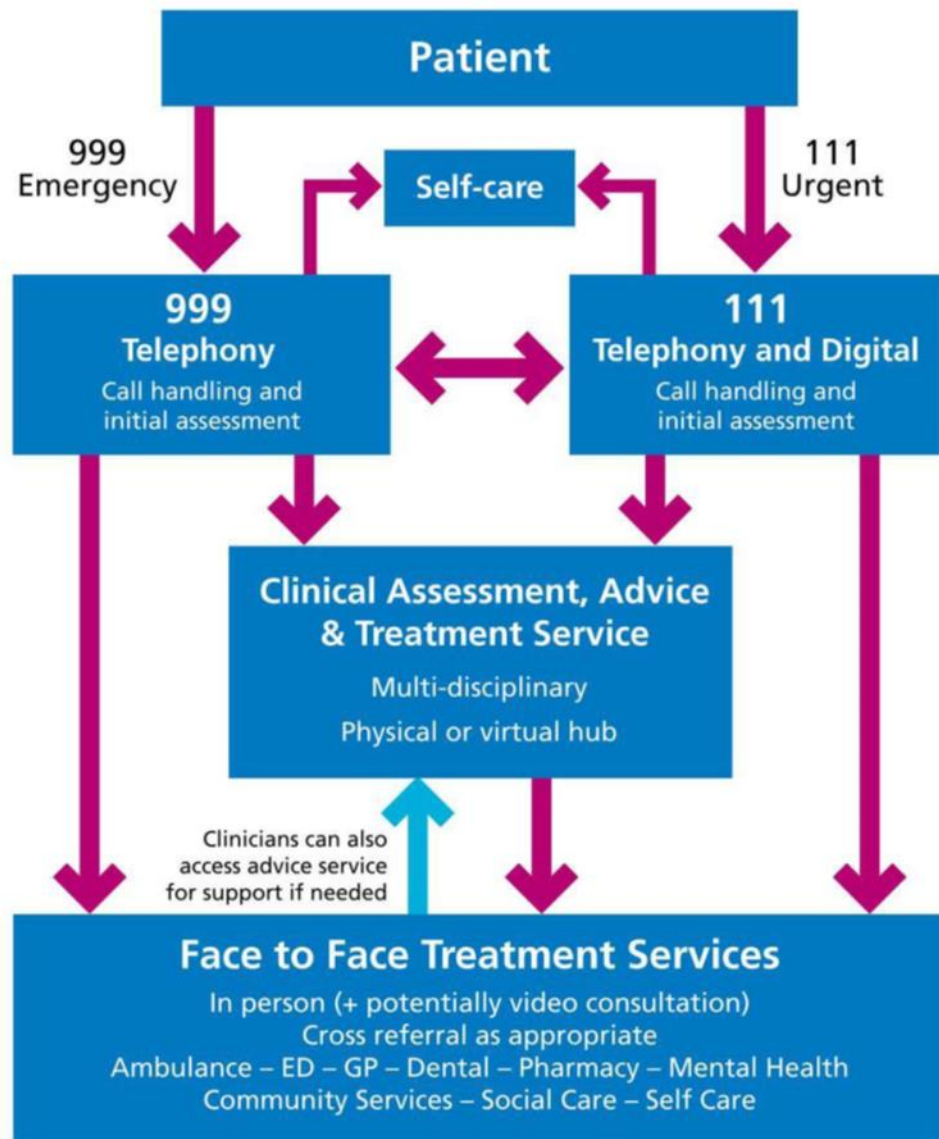 Patient
999
Emergency
111
Urgent
Self-care
999
Telephony
Call handling and
initial assessment
111
Telephony and Digital
Call handling and
initial assessment
Clinical Assessment, Advice
& Treatment Service
Multi-disciplinary
Physical or virtual hub
Clinicians can also
access advice service
for support if needed
Face to Face Treatment Services
In person (+ potentially video consultation)
Cross referral as appropriate
Ambulance – ED – GP – Dental – Pharmacy – Mental Health
Community Services – Social Care – Self Care